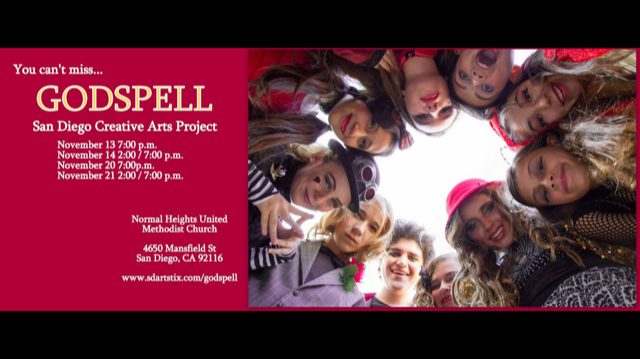 You can't miss...
GODSPELL
San Diego Creative Arts Project
November 13 7:00 p.m.
November 14 2:00 / 7:00 p.m.
November 20 7:00p.m.
November 21 2:00 / 7:00 p.m.
Normal Heights United
Methodist Church
4650 Mansfield St
San Diego, CA 92116
www.sdartstix.com/godspell